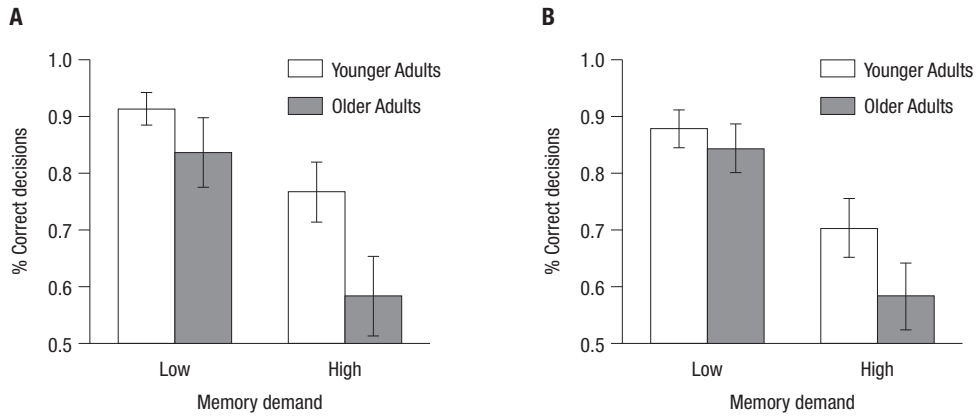 A
% Correct decisions
1.0
0.9
0.8
0.7
0.6
0.5
Younger Adults
Older Adults
Low
High
Memory demand
B
% Correct decisions
1.0
0.9
0.8
0.7
0.6
0.5
Younger Adults
Older Adults
Low
High
Memory demand